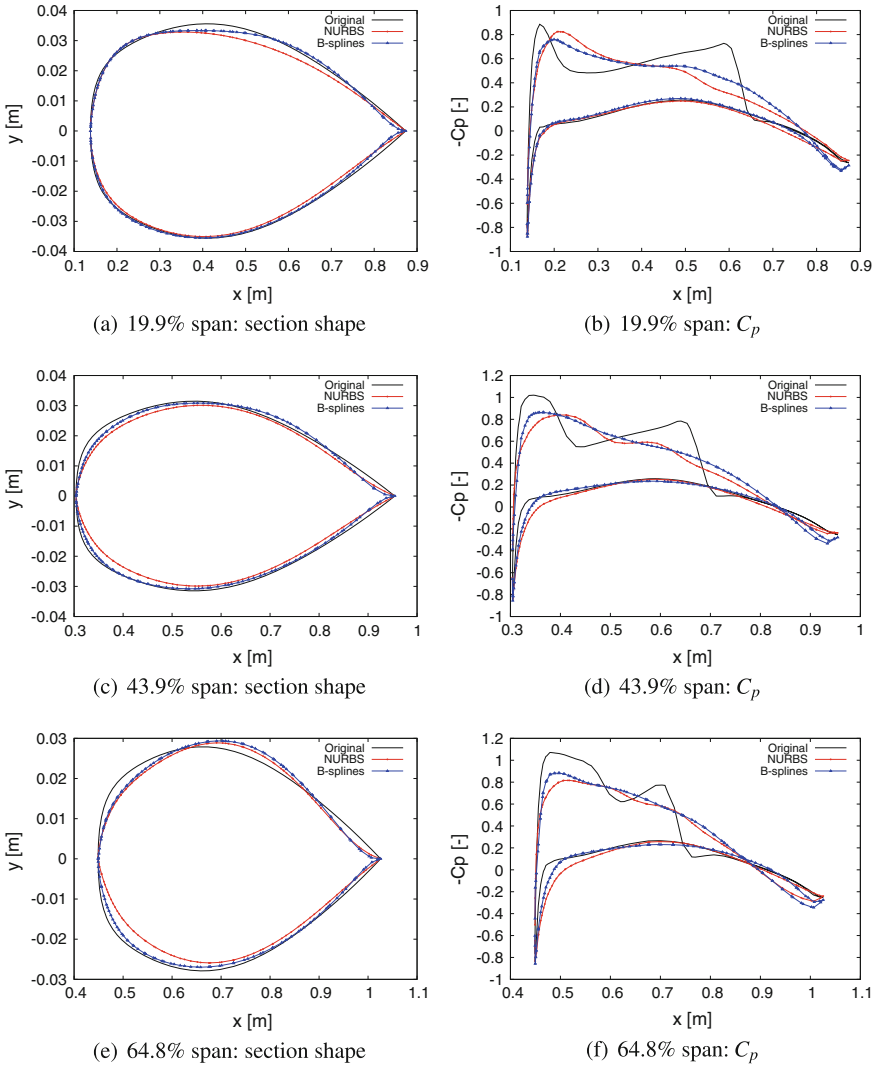 0.04
0.03
0.02
0.01
0
-0.01
-0.02
-0.03
-0.04
y [m]
0.1 0.2 0.3 0.4 0.5 0.6 0.7 0.8 0.9
x [m]
Original
NURBS
B-splines
(a) 19.9% span: section shape
1
0.8
0.6
0.4
0.2
0
-0.2
-0.4
-0.6
-0.8
-1
-Cp [-]
0.1 0.2 0.3 0.4 0.5 0.6 0.7 0.8 0.9
x [m]
Original
NURBS
B-splines
(b) 19.9% span: Cp
0.04
0.03
0.02
0.01
0
-0.01
-0.02
-0.03
-0.04
y [m]
0.3 0.4 0.5 0.6 0.7 0.8 0.9 1
x [m]
Original
NURBS
B-splines
(c) 43.9% span: section shape
1.2
1
0.8
0.6
0.4
0.2
0
-0.2
-0.4
-0.6
-0.8
-1
-Cp [-]
0.3 0.4 0.5 0.6 0.7 0.8 0.9 1
x [m]
Original
NURBS
B-splines
(d) 43.9% span: Cp
0.03
0.02
0.01
0
-0.01
-0.02
-0.03
y [m]
0.4 0.5 0.6 0.7 0.8 0.9 1 1.1
x [m]
Original
NURBS
B-splines
(e) 64.8% span: section shape
1.2
1
0.8
0.6
0.4
0.2
0
-0.2
-0.4
-0.6
-0.8
-1
-Cp [-]
0.4 0.5 0.6 0.7 0.8 0.9 1 1.1
x [m]
Original
NURBS
B-splines
(f) 64.8% span: Cp